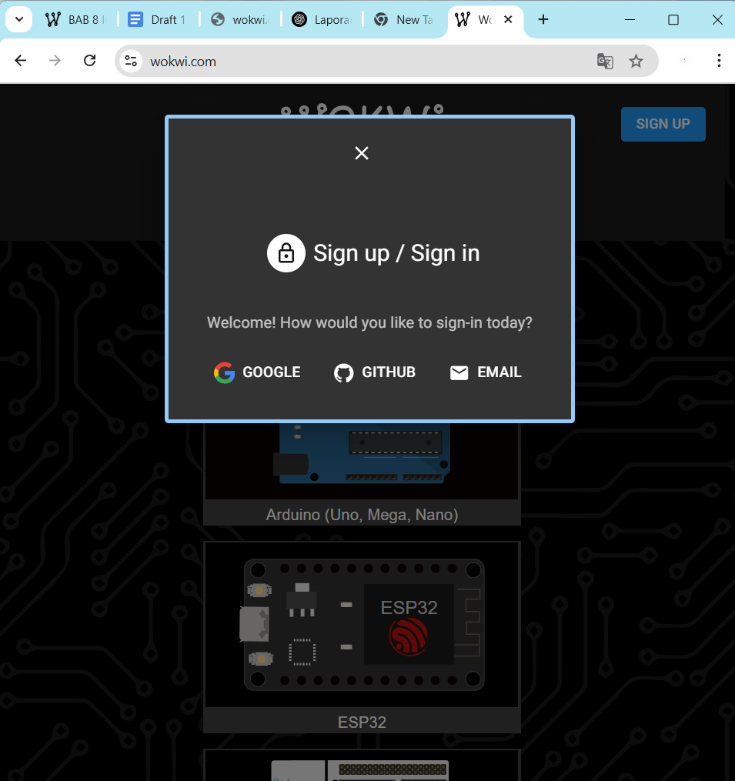 BAB 8 I
Draft 1
wokwi.
Lapora
New Ta
Wo
wokwi.com
WOKWI
SIGN UP
Sign up / Sign in
Welcome! How would you like to sign-in today?
GOOGLE GITHUB EMAIL
Arduino (Uno, Mega, Nano)
ESP32
ESP32